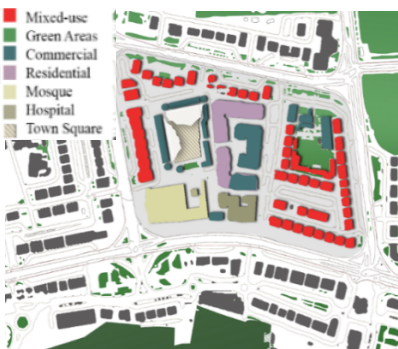 Mixed-use
Green Areas
Commercial
Residential
Mosque
Hospital
Town Square